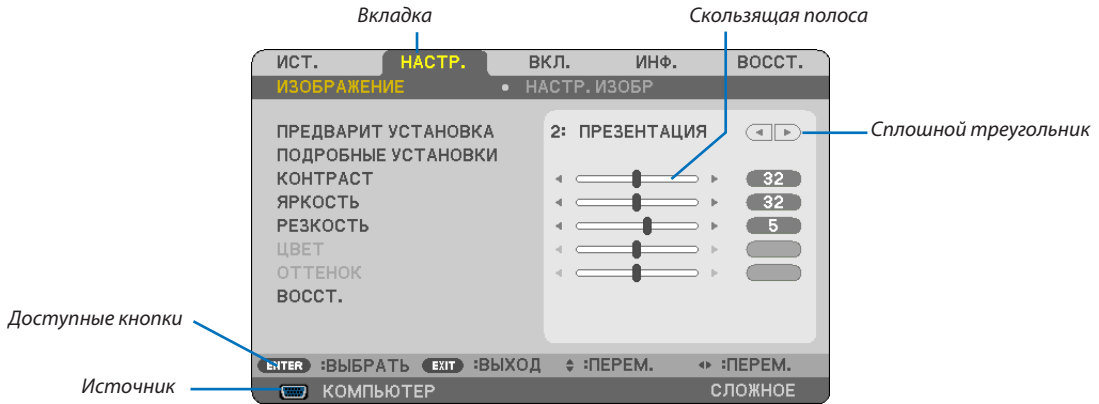 Вкладка Скользящая полоса
ИСТ. НАСТР. ВКЛ. ИНФ. ВОССТ.
ИЗОБРАЖЕНИЕ • НАСТР. ИЗОБР
ПРЕДВАРИТ УСТАНОВКА 2: ПРЕЗЕНТАЦИЯ
Сплошной треугольник
ПОДРОБНЫЕ УСТАНОВКИ
КОНТРАСТ 32
ЯРКОСТЬ 32
РЕЗКОСТЬ 5
ЦВЕТ
ОТТЕНОК
ВОССТ.
Доступные кнопки
ENTER :ВЫБРАТЬ EXIT :ВЫХОД :ПЕРЕМ. :ПЕРЕМ.
Источник
КОМПЬЮТЕР СЛОЖНОЕ